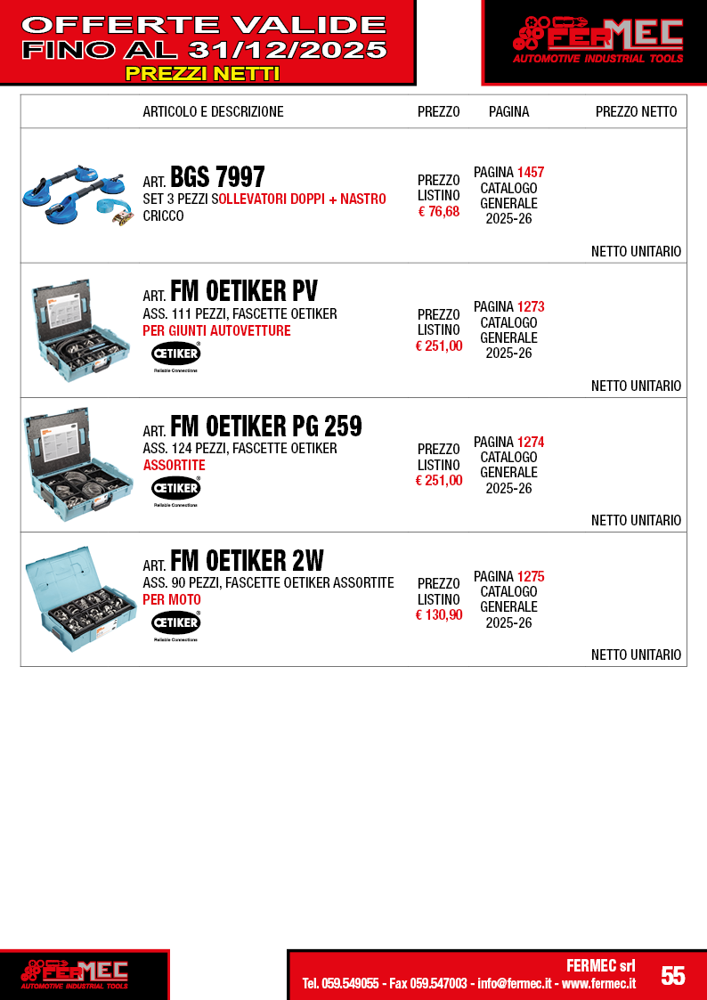 OFFERTE VALIDE
FINO AL 31/12/2025
PREZZI NETTI
FERMEC
AUTOMOTIVE INDUSTRIAL TOOLS
ARTICOLO E DESCRIZIONE PREZZO PAGINA PREZZO NETTO
ART. BGS 7997
SET 3 PEZZI SOLLEVATORI DOPPI + NASTRO
CRICCO
PREZZO
LISTINO
€ 76,68
PAGINA 1457
CATALOGO
GENERALE
2025-26
NETTO UNITARIO
ART. FM OETIKER PV
ASS. 111 PEZZI, FASCETTE OETIKER
PER GIUNTI AUTOVETTURE
OETIKER®
Reliable Connections
PREZZO
LISTINO
€ 251,00
PAGINA 1273
CATALOGO
GENERALE
2025-26
NETTO UNITARIO
ART. FM OETIKER PG 259
ASS. 124 PEZZI, FASCETTE OETIKER
ASSORTITE
OETIKER®
Reliable Connections
PREZZO
LISTINO
€ 251,00
PAGINA 1274
CATALOGO
GENERALE
2025-26
NETTO UNITARIO
ART. FM OETIKER 2W
ASS. 90 PEZZI, FASCETTE OETIKER ASSORTITE
PER MOTO
OETIKER®
Reliable Connections
PREZZO
LISTINO
€ 130,90
PAGINA 1275
CATALOGO
GENERALE
2025-26
NETTO UNITARIO
FERMEC
AUTOMOTIVE INDUSTRIAL TOOLS
FERMEC srl
Tel. 059.549055 - Fax 059.547003 - info@fermec.it - www.fermec.it
55